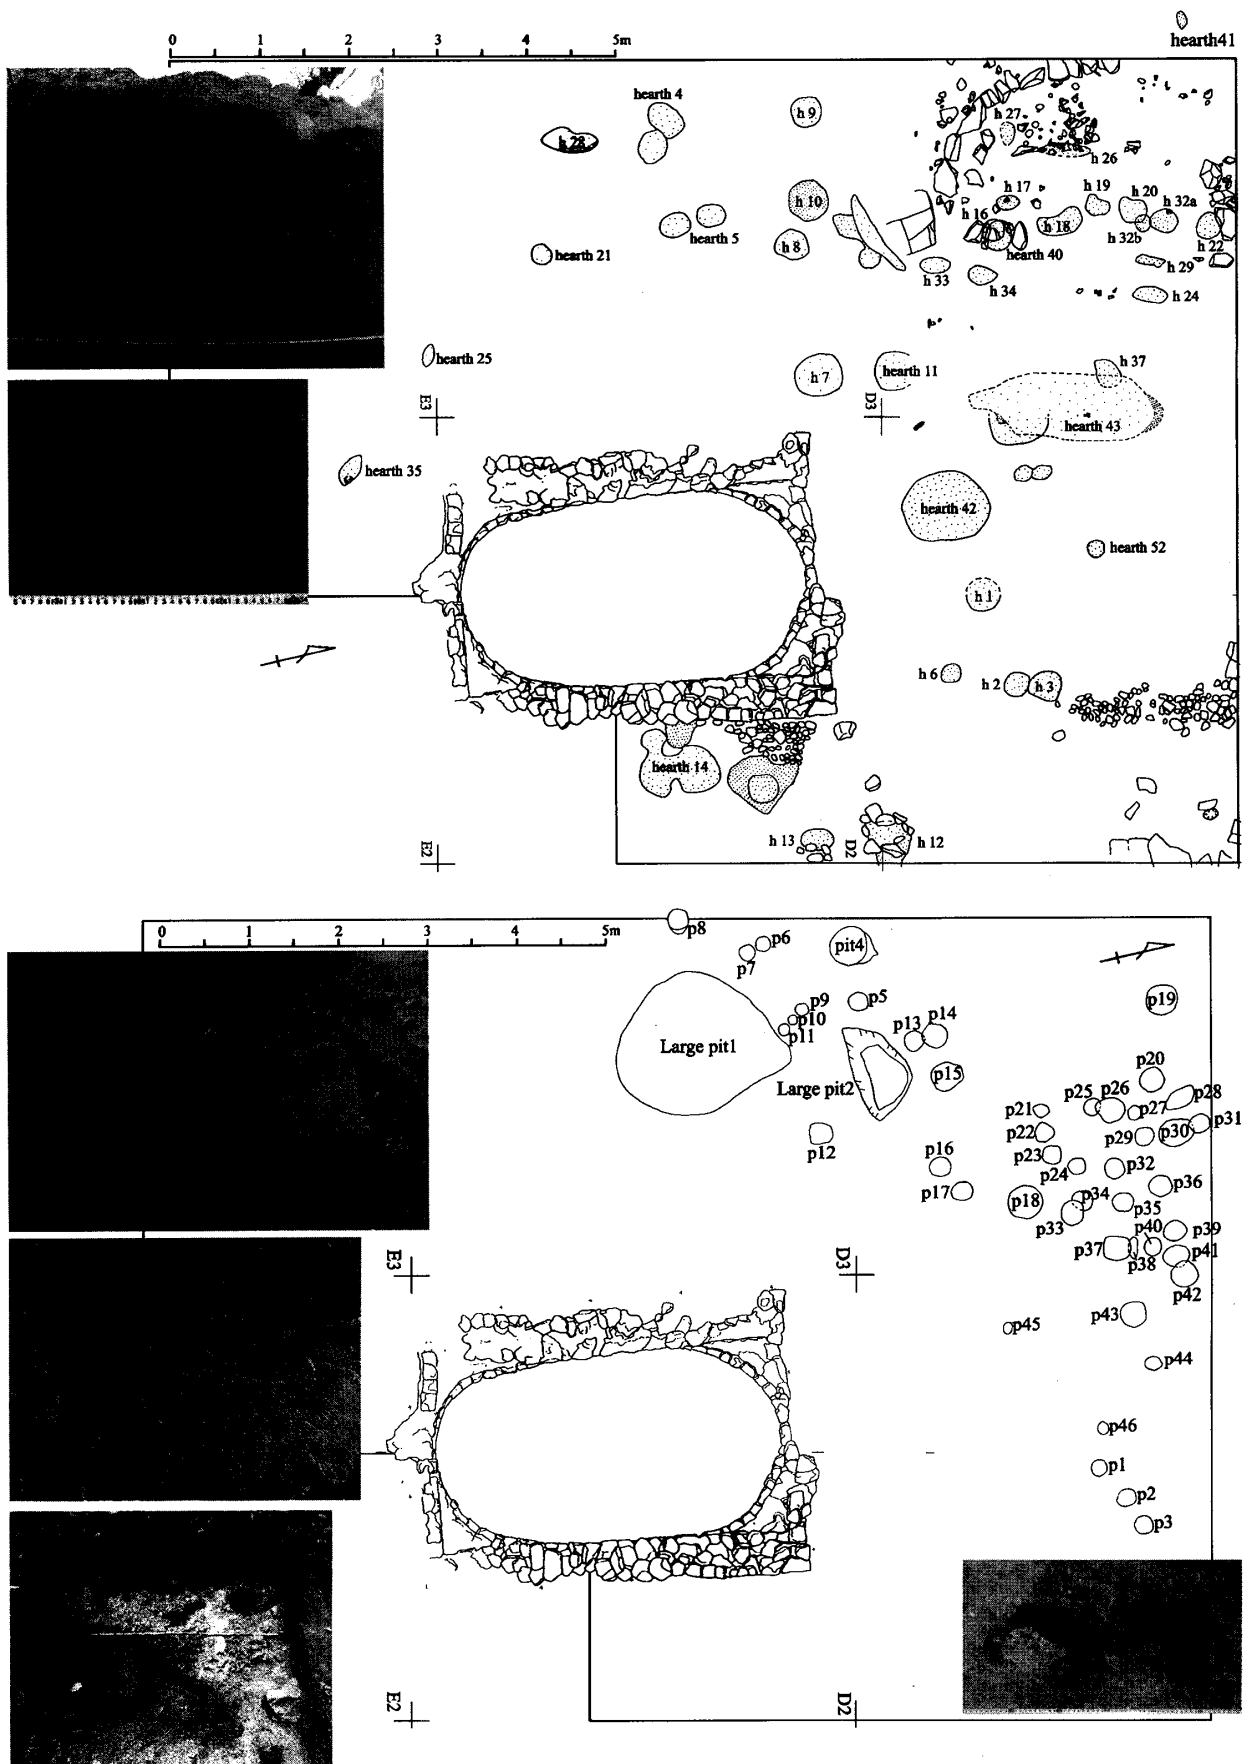 0 1 2 3 4 5m
hearth41
hearth 4
h 9
h 27
h 28
h 26
h 17
h 19
h 20
h 32a
h 10
h 16
h 18
hearth 5
h 8
h 32b
h 22
hearth 21
hearth 40
h 33
h 29
h 34
h 24
hearth 25
h 7
hearth 11
h 37
E3
D3
hearth 43
hearth 35
hearth 42
hearth 52
h 1
h 6
h 2
h 3
hearth 14
h 13
h 12
E2
D2
0 1 2 3 4 5m
p8
p6
pit4
p7
p19
p9
p5
p10
p14
p13
p11
Large pit1
p20
p15
Large pit2
p25
p26
p28
p21
p27
p31
p22
p29
p30
p12
p23
p16
p24
p32
p36
p17
p18
p34
p35
p33
p40
p39
p37
p41
E3
D3
p38
p42
p43
p45
p44
p46
p1
p2
p3
E2
D2